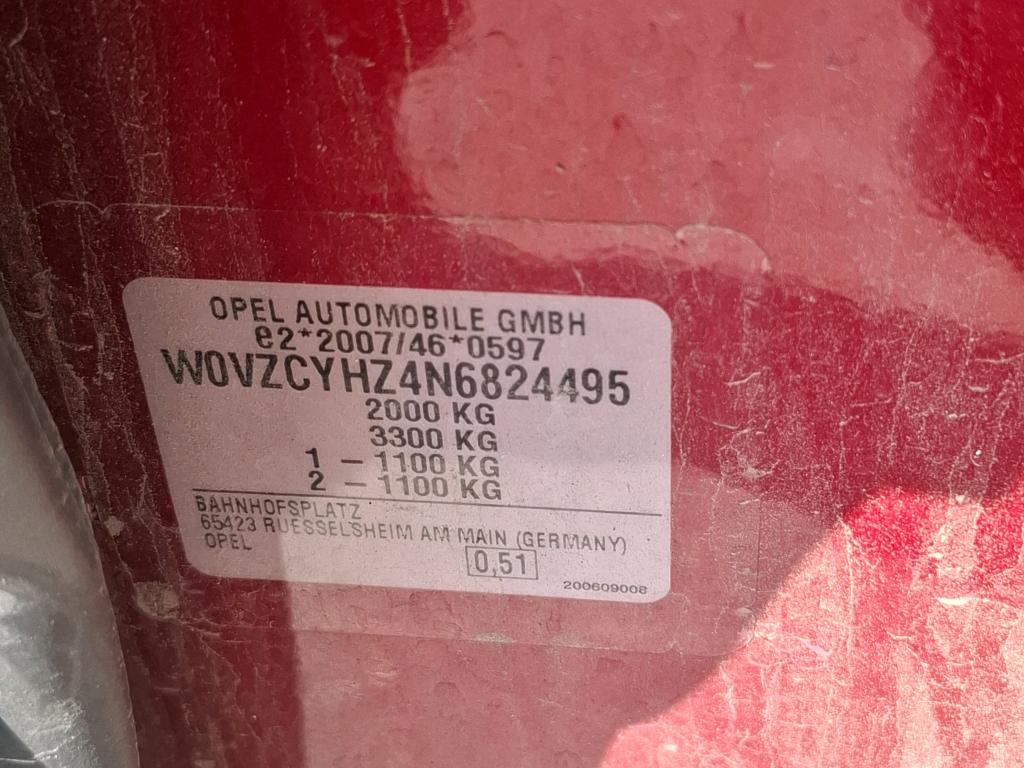 OPEL AUTOMOBILE GMBH
e2*2007/46*0597
W0VZCYHZ4N6824495
2000 KG
3300 KG
1 – 1100 KG
2 – 1100 KG
BAHNHOFSPLATZ
65423 RUESSELSHEIM AM MAIN (GERMANY)
OPEL
0,51
200609008